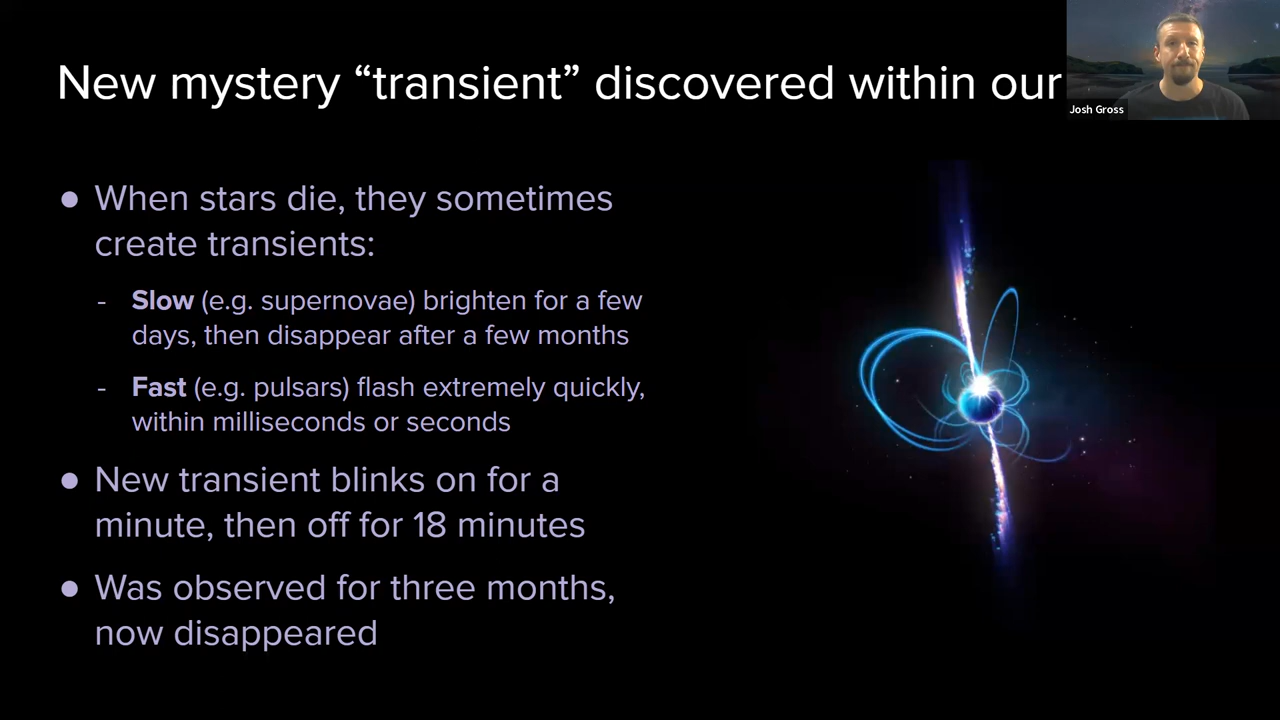 New mystery “transient” discovered within our
Josh Gross
● When stars die, they sometimes
create transients:
- Slow (e.g. supernovae) brighten for a few
days, then disappear after a few months
- Fast (e.g. pulsars) flash extremely quickly,
within milliseconds or seconds
● New transient blinks on for a
minute, then off for 18 minutes
● Was observed for three months,
now disappeared